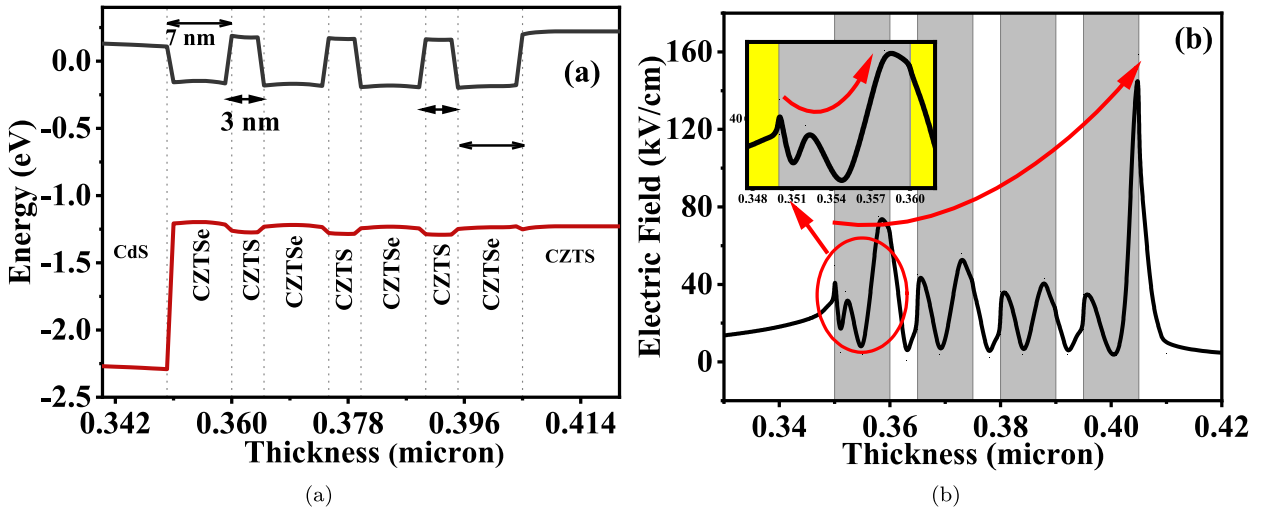 0.0
-0.5
-1.0
-1.5
-2.0
-2.5
Energy (eV)
7 nm
3 nm
(a)
CdS
CZTSe
CZTS
CZTSe
CZTS
CZTSe
CZTS
CZTSe
CZTS
0.342
0.360
0.378
0.396
0.414
Thickness (micron)
(a)
160
120
80
40
0
Electric Field (kV/cm)
(b)
40
0.348
0.351
0.354
0.357
0.360
0.34
0.36
0.38
0.40
0.42
Thickness (micron)
(b)